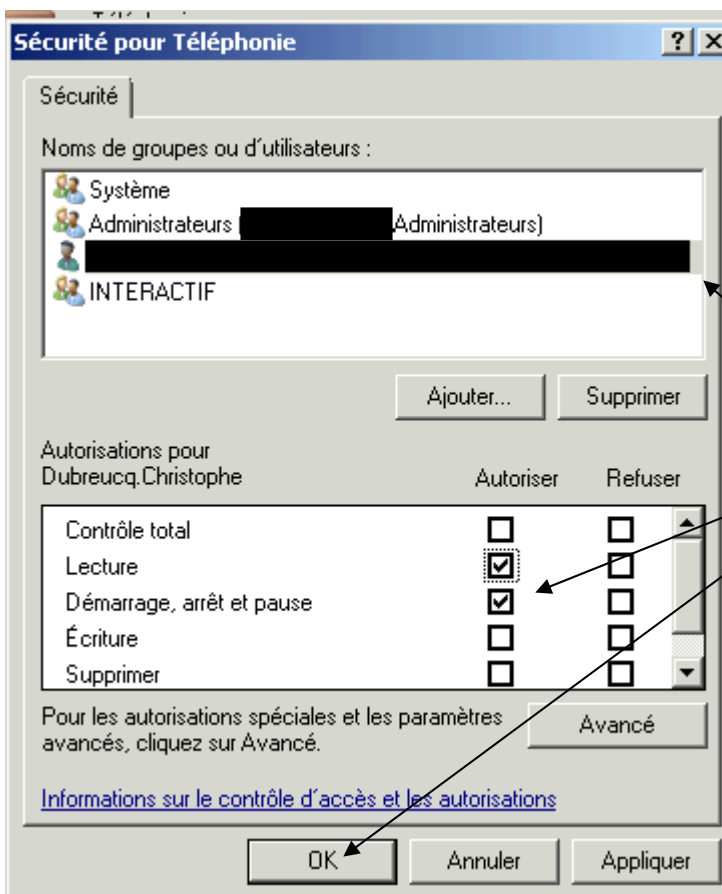 Sécurité pour Téléphonie
Sécurité
Noms de groupes ou d'utilisateurs :
Système
Administrateurs ( Administrateurs)
INTERACTIF
Ajouter... Supprimer
Autorisations pour
Dubreucq.Christophe Autoriser Refuser
Contrôle total
Lecture
Démarrage, arrêt et pause
Écriture
Supprimer
Pour les autorisations spéciales et les paramètres
avancés, cliquez sur Avancé.
Avancé
Informations sur le contrôle d'accès et les autorisations
OK Annuler Appliquer